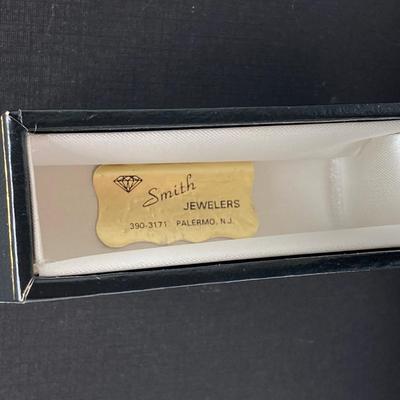 Smith
JEWELERS
390-3171 PALERMO, N.J.